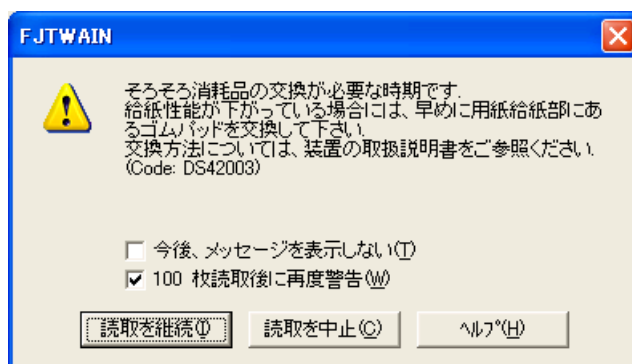 FJTWAIN
そろそろ消耗品の交換が必要な時期です.
給紙性能が下がっている場合には、早めに用紙給紙部にあ
るゴムパッドを交換して下さい.
交換方法については、装置の取扱説明書をご参照ください.
(Code: DS42003)
今後、メッセージを表示しない(T)
100 枚読取後に再度警告(W)
読取を継続(I)
読取を中止(C)
ﾍﾙﾌﾟ(H)